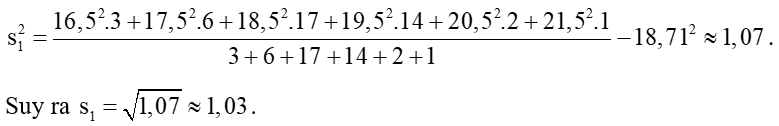 s₁² = (16,5².3 + 17,5².6 + 18,5².17 + 19,5².14 + 20,5².2 + 21,5².1) / (3 + 6 + 17 + 14 + 2 + 1) − 18,71² ≈ 1,07 .
Suy ra s₁ = √1,07 ≈ 1,03 .